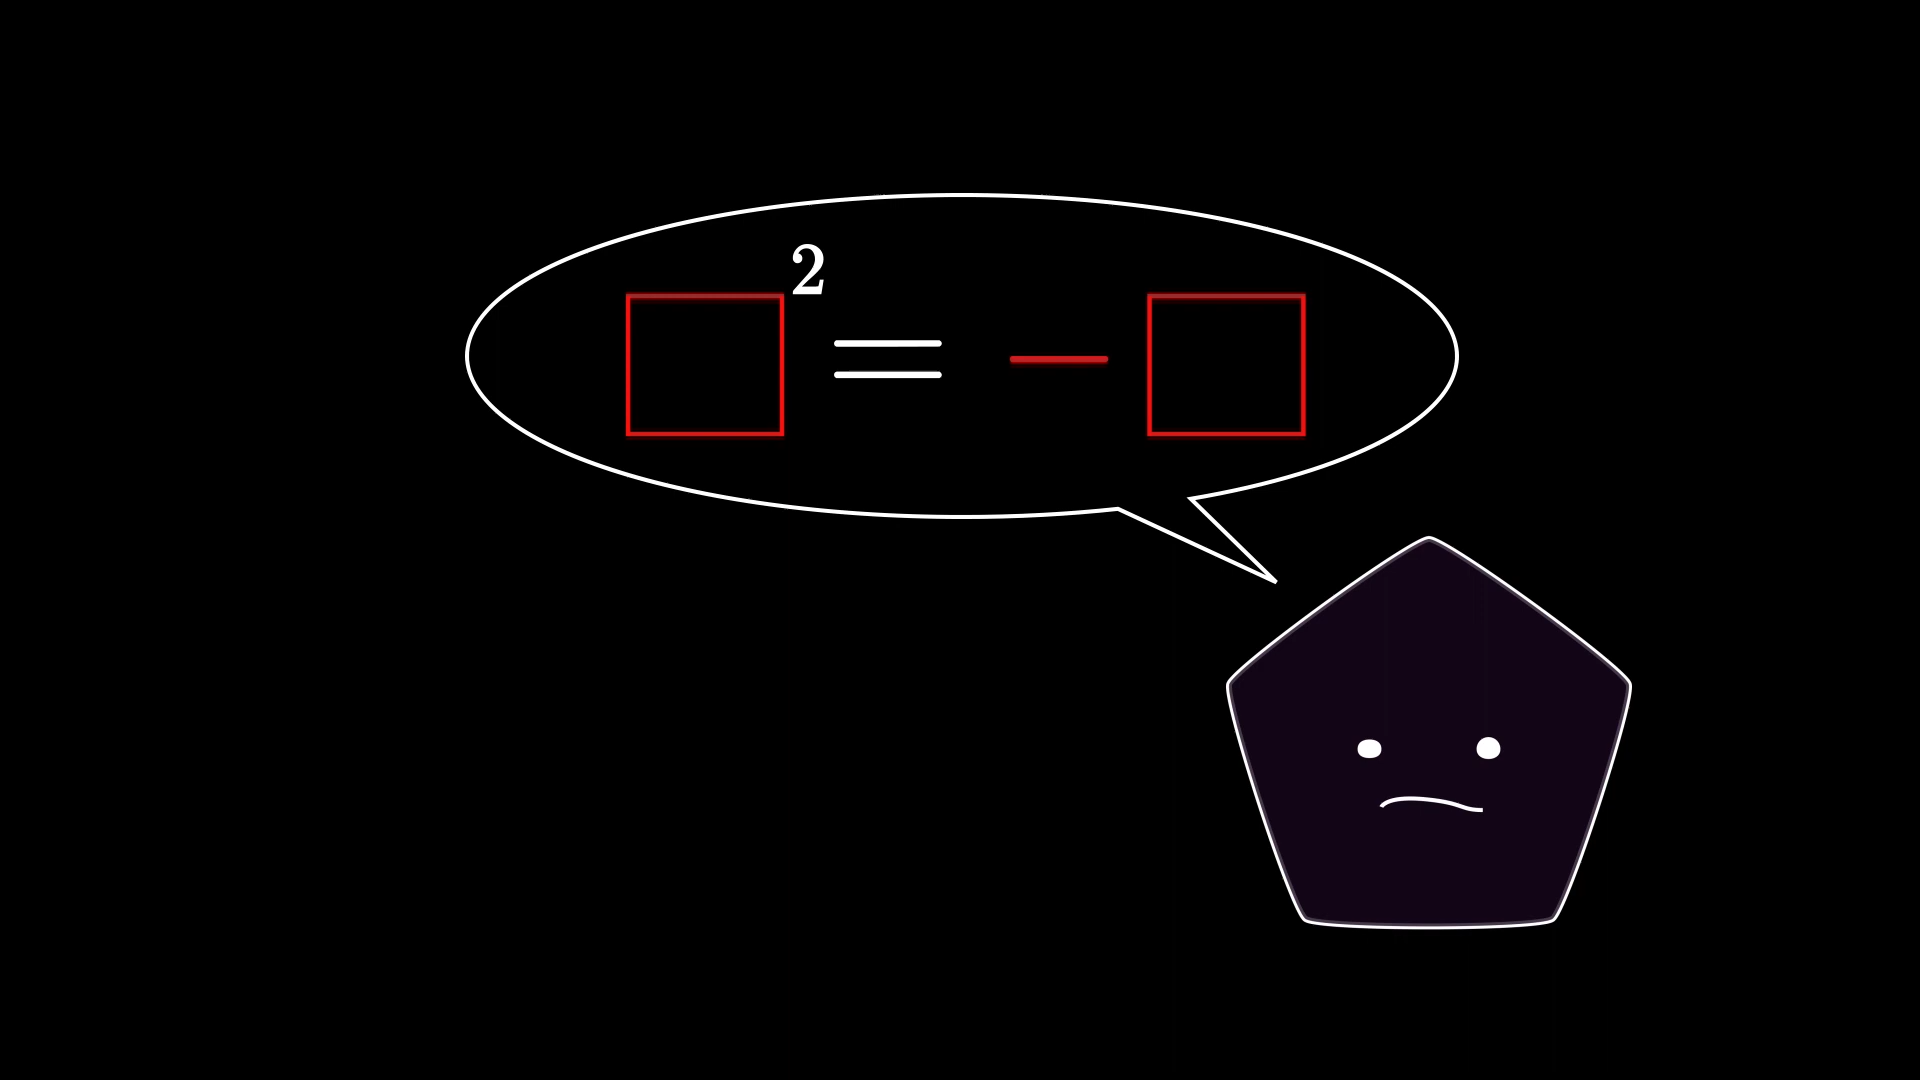 □² = − □